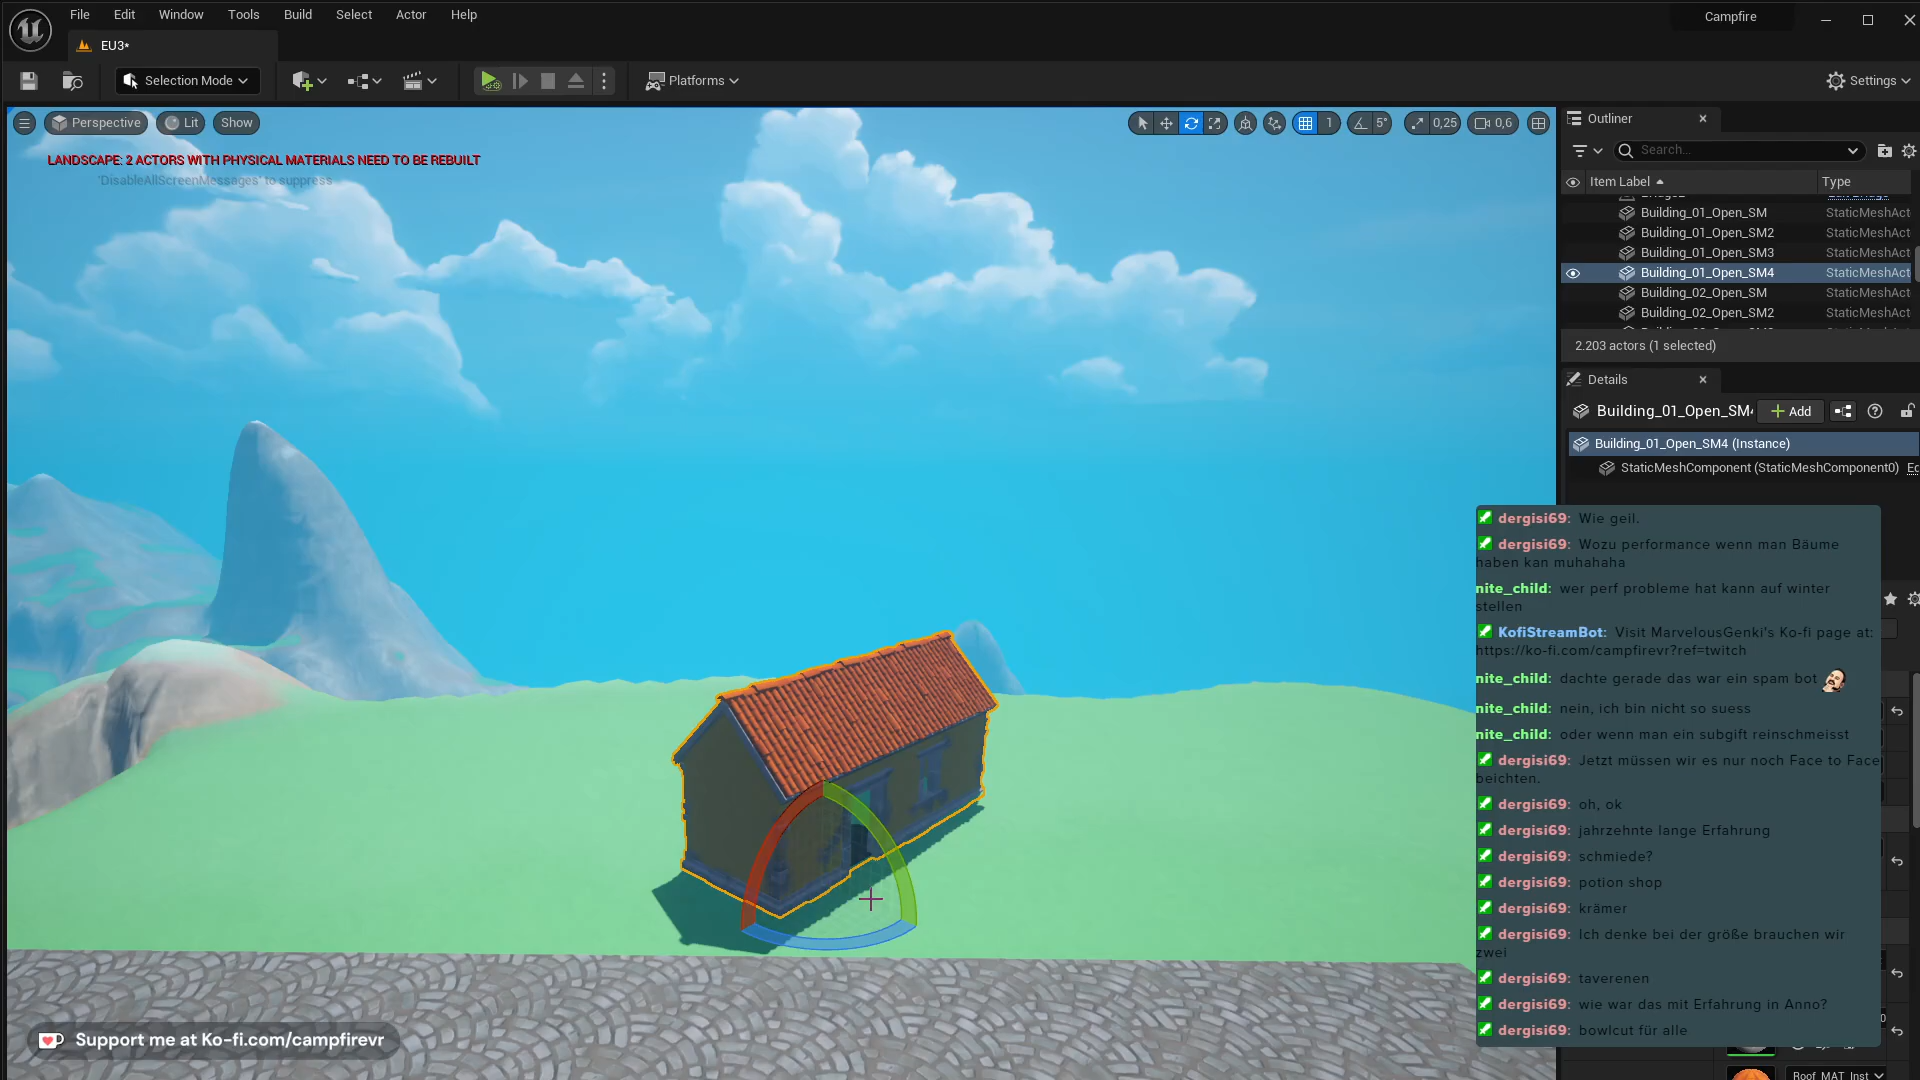 File Edit Window Tools Build Select Actor Help
Campfire
EU3*
Selection Mode
Platforms
Settings
Perspective Lit Show
1 5° 0,25 0,6
LANDSCAPE: 2 ACTORS WITH PHYSICAL MATERIALS NEED TO BE REBUILT
'DisableAllScreenMessages' to suppress
Outliner
Search...
Item Label Type
Building_01_Open_SM StaticMeshAct
Building_01_Open_SM2 StaticMeshAct
Building_01_Open_SM3 StaticMeshAct
Building_01_Open_SM4 StaticMeshAct
Building_02_Open_SM StaticMeshAct
Building_02_Open_SM2 StaticMeshAct
2.203 actors (1 selected)
Details
Building_01_Open_SM4 Add
Building_01_Open_SM4 (Instance)
StaticMeshComponent (StaticMeshComponent0) Ed
dergisi69: Wie geil.
dergisi69: Wozu performance wenn man Bäume
haben kan muhahaha
nite_child: wer perf probleme hat kann auf winter
stellen
KofiStreamBot: Visit MarvelousGenki's Ko-fi page at:
https://ko-fi.com/campfirevr?ref=twitch
nite_child: dachte gerade das war ein spam bot
nite_child: nein, ich bin nicht so suess
nite_child: oder wenn man ein subgift reinschmeisst
dergisi69: Jetzt müssen wir es nur noch Face to Face
beichten.
dergisi69: oh, ok
dergisi69: jahrzehnte lange Erfahrung
dergisi69: schmiede?
dergisi69: potion shop
dergisi69: krämer
dergisi69: Ich denke bei der größe brauchen wir
zwei
dergisi69: taverenen
dergisi69: wie war das mit Erfahrung in Anno?
dergisi69: bowlcut für alle
Roof_MAT_Inst
Support me at Ko-fi.com/campfirevr